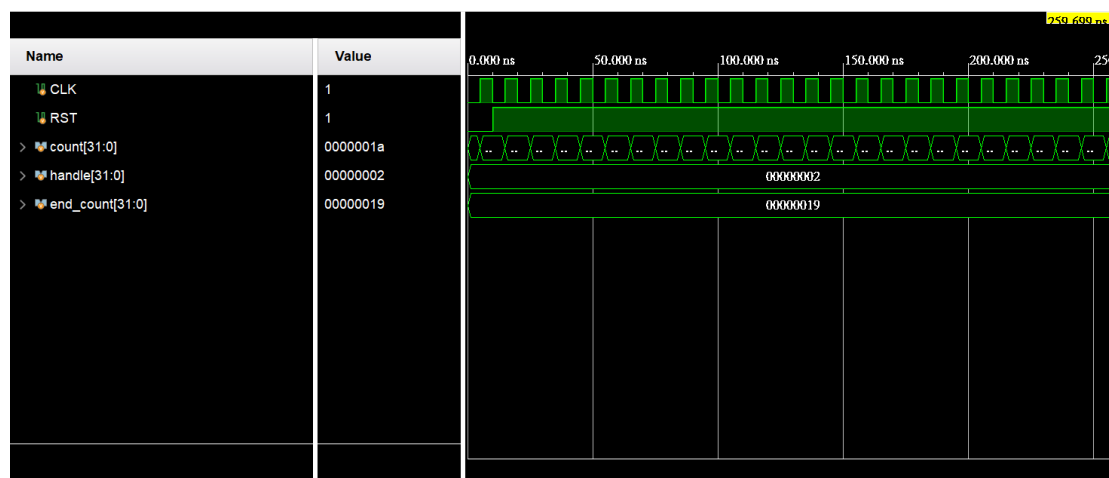 259.699 ns
Name Value
0.000 ns 50.000 ns 100.000 ns 150.000 ns 200.000 ns 25
CLK 1
RST 1
> count[31:0] 0000001a -- -- -- -- -- -- -- -- -- -- -- -- -- -- -- -- -- -- -- -- -- -- -- -- --
> handle[31:0] 00000002 00000002
> end_count[31:0] 00000019 00000019